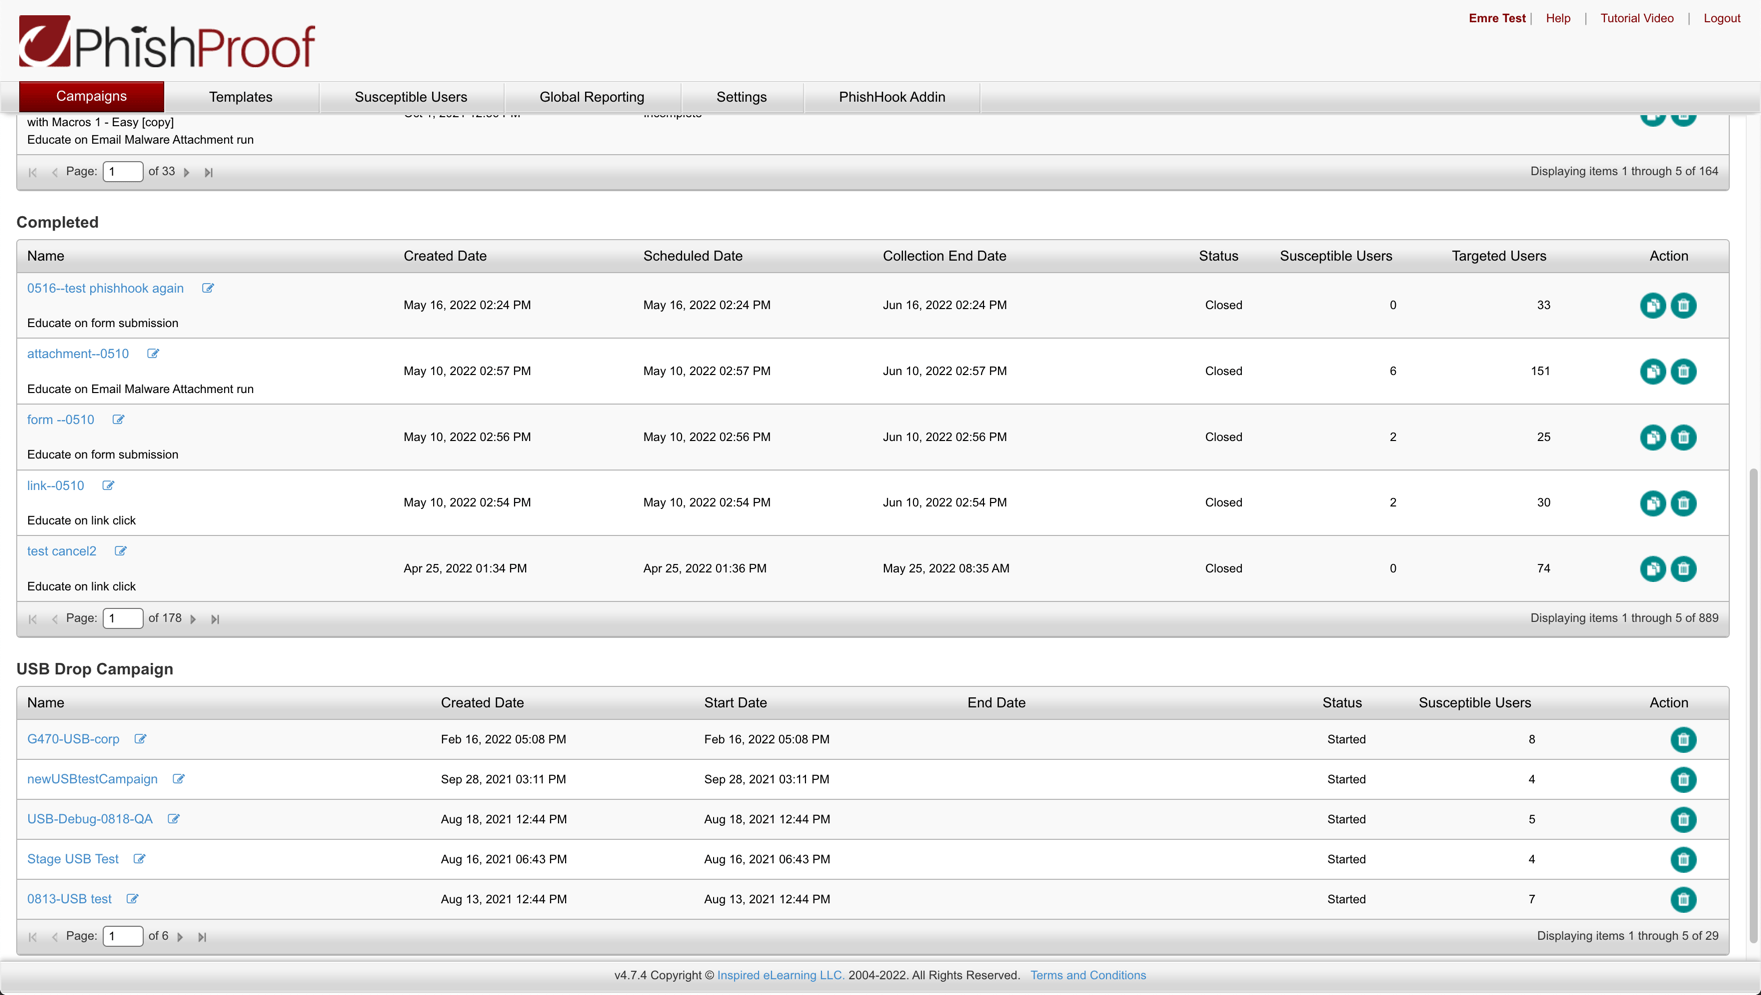 PhishProof
Emre Test | Help | Tutorial Video | Logout
Campaigns Templates Susceptible Users Global Reporting Settings PhishHook Addin
with Macros 1 - Easy [copy]
Educate on Email Malware Attachment run
Page: 1 of 33 Displaying items 1 through 5 of 164
Completed
Name Created Date Scheduled Date Collection End Date Status Susceptible Users Targeted Users Action
0516--test phishhook again
May 16, 2022 02:24 PM May 16, 2022 02:24 PM Jun 16, 2022 02:24 PM Closed 0 33
Educate on form submission
attachment--0510
May 10, 2022 02:57 PM May 10, 2022 02:57 PM Jun 10, 2022 02:57 PM Closed 6 151
Educate on Email Malware Attachment run
form --0510
May 10, 2022 02:56 PM May 10, 2022 02:56 PM Jun 10, 2022 02:56 PM Closed 2 25
Educate on form submission
link--0510
May 10, 2022 02:54 PM May 10, 2022 02:54 PM Jun 10, 2022 02:54 PM Closed 2 30
Educate on link click
test cancel2
Apr 25, 2022 01:34 PM Apr 25, 2022 01:36 PM May 25, 2022 08:35 AM Closed 0 74
Educate on link click
Page: 1 of 178 Displaying items 1 through 5 of 889
USB Drop Campaign
Name Created Date Start Date End Date Status Susceptible Users Action
G470-USB-corp Feb 16, 2022 05:08 PM Feb 16, 2022 05:08 PM Started 8
newUSBtestCampaign Sep 28, 2021 03:11 PM Sep 28, 2021 03:11 PM Started 4
USB-Debug-0818-QA Aug 18, 2021 12:44 PM Aug 18, 2021 12:44 PM Started 5
Stage USB Test Aug 16, 2021 06:43 PM Aug 16, 2021 06:43 PM Started 4
0813-USB test Aug 13, 2021 12:44 PM Aug 13, 2021 12:44 PM Started 7
Page: 1 of 6 Displaying items 1 through 5 of 29
v4.7.4 Copyright © Inspired eLearning LLC. 2004-2022. All Rights Reserved. Terms and Conditions